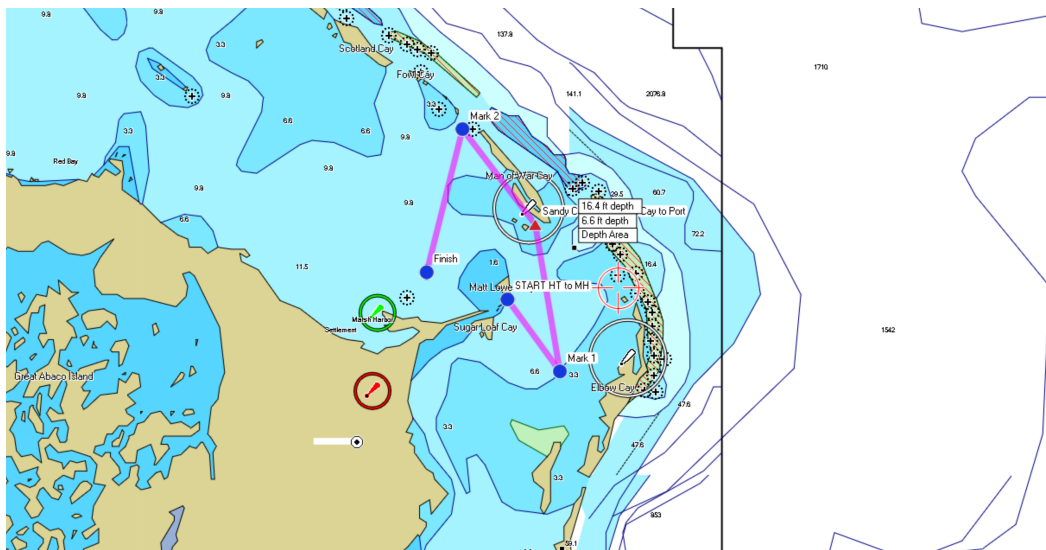 9.8
9.8
3.3
Scotland Cay
137.9
1710
3.3
Fowl Cay
9.8
9.8
3.3
141.1
2076.8
6.6
6.6
9.8
Mark 2
3.3
9.8
Red Bay
9.8
Man of War Cay
29.5
60.7
9.8
16.4 ft depth
Sandy C
Cay to Port
6.6
6.6 ft depth
72.2
Depth Area
Finish
1.6
16.4
11.5
Matt Lowe
START HT to MH
Marsh Harbor
Settlement
Sugar Loaf Cay
1542
Mark 1
6.6
3.3
Great Abaco Island
Elbow Cay
47.6
3.3
47.6
3.3
853
59.1